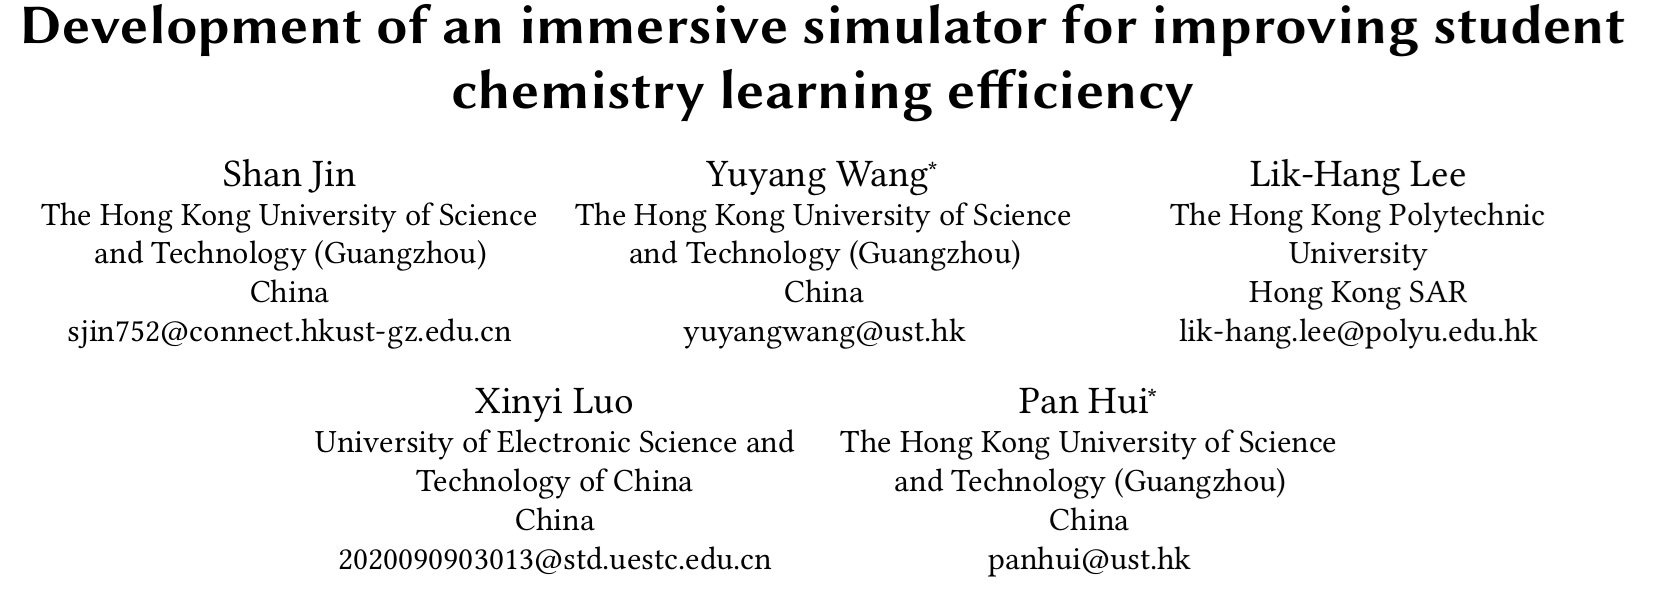 Development of an immersive simulator for improving student
chemistry learning efficiency
Shan Jin
The Hong Kong University of Science
and Technology (Guangzhou)
China
sjin752@connect.hkust-gz.edu.cn
Yuyang Wang*
The Hong Kong University of Science
and Technology (Guangzhou)
China
yuyangwang@ust.hk
Lik-Hang Lee
The Hong Kong Polytechnic
University
Hong Kong SAR
lik-hang.lee@polyu.edu.hk
Xinyi Luo
University of Electronic Science and
Technology of China
China
2020090903013@std.uestc.edu.cn
Pan Hui*
The Hong Kong University of Science
and Technology (Guangzhou)
China
panhui@ust.hk